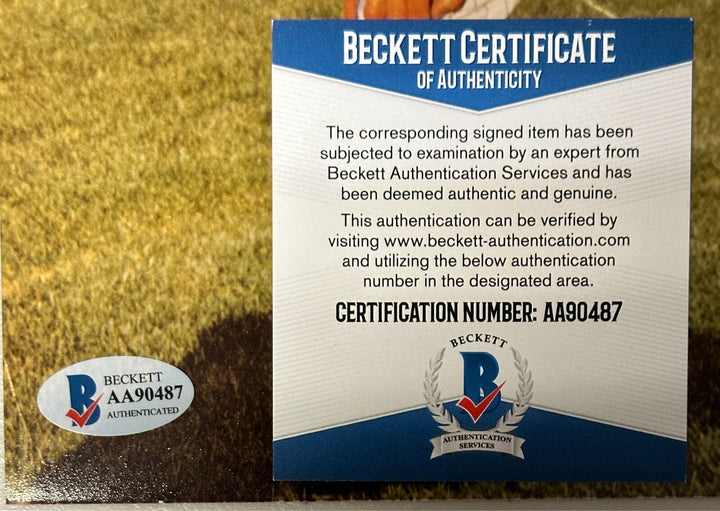 BECKETT CERTIFICATE
OF AUTHENTICITY
The corresponding signed item has been
subjected to examination by an expert from
Beckett Authentication Services and has
been deemed authentic and genuine.
This authentication can be verified by
visiting www.beckett-authentication.com
and utilizing the below authentication
number in the designated area.
CERTIFICATION NUMBER: AA90487
BECKETT
B
AUTHENTICATION
SERVICES
B
BECKETT
AA90487
AUTHENTICATED